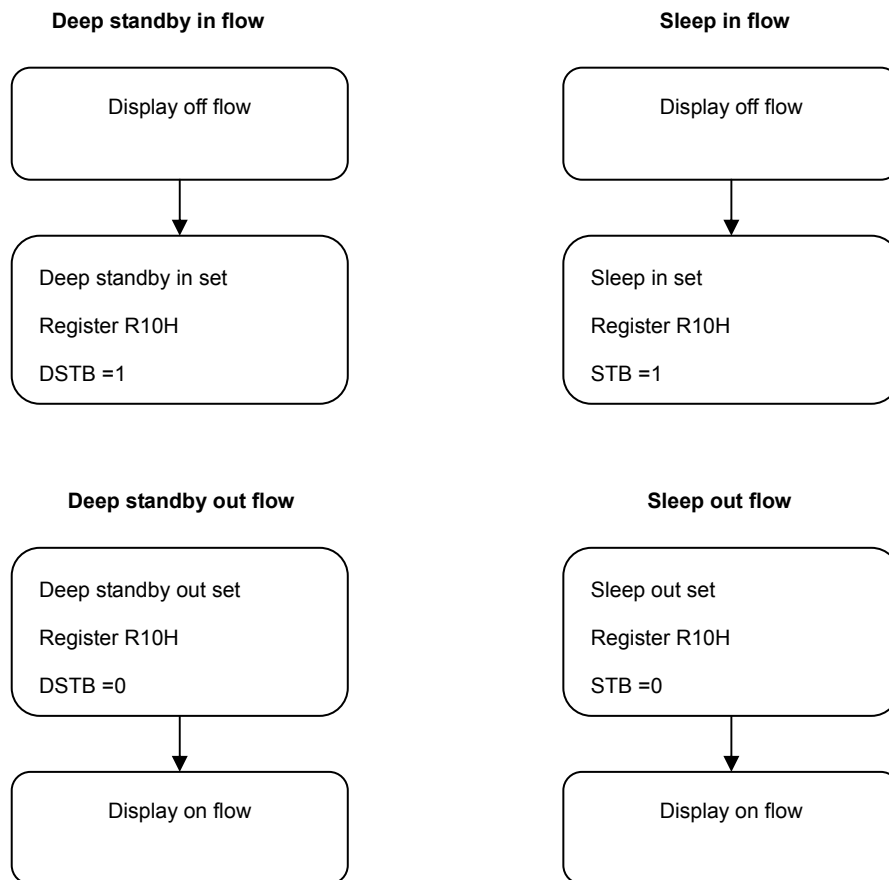 Deep standby in flow
Display off flow
Deep standby in set
Register R10H
DSTB =1
Sleep in flow
Display off flow
Sleep in set
Register R10H
STB =1
Deep standby out flow
Deep standby out set
Register R10H
DSTB =0
Display on flow
Sleep out flow
Sleep out set
Register R10H
STB =0
Display on flow